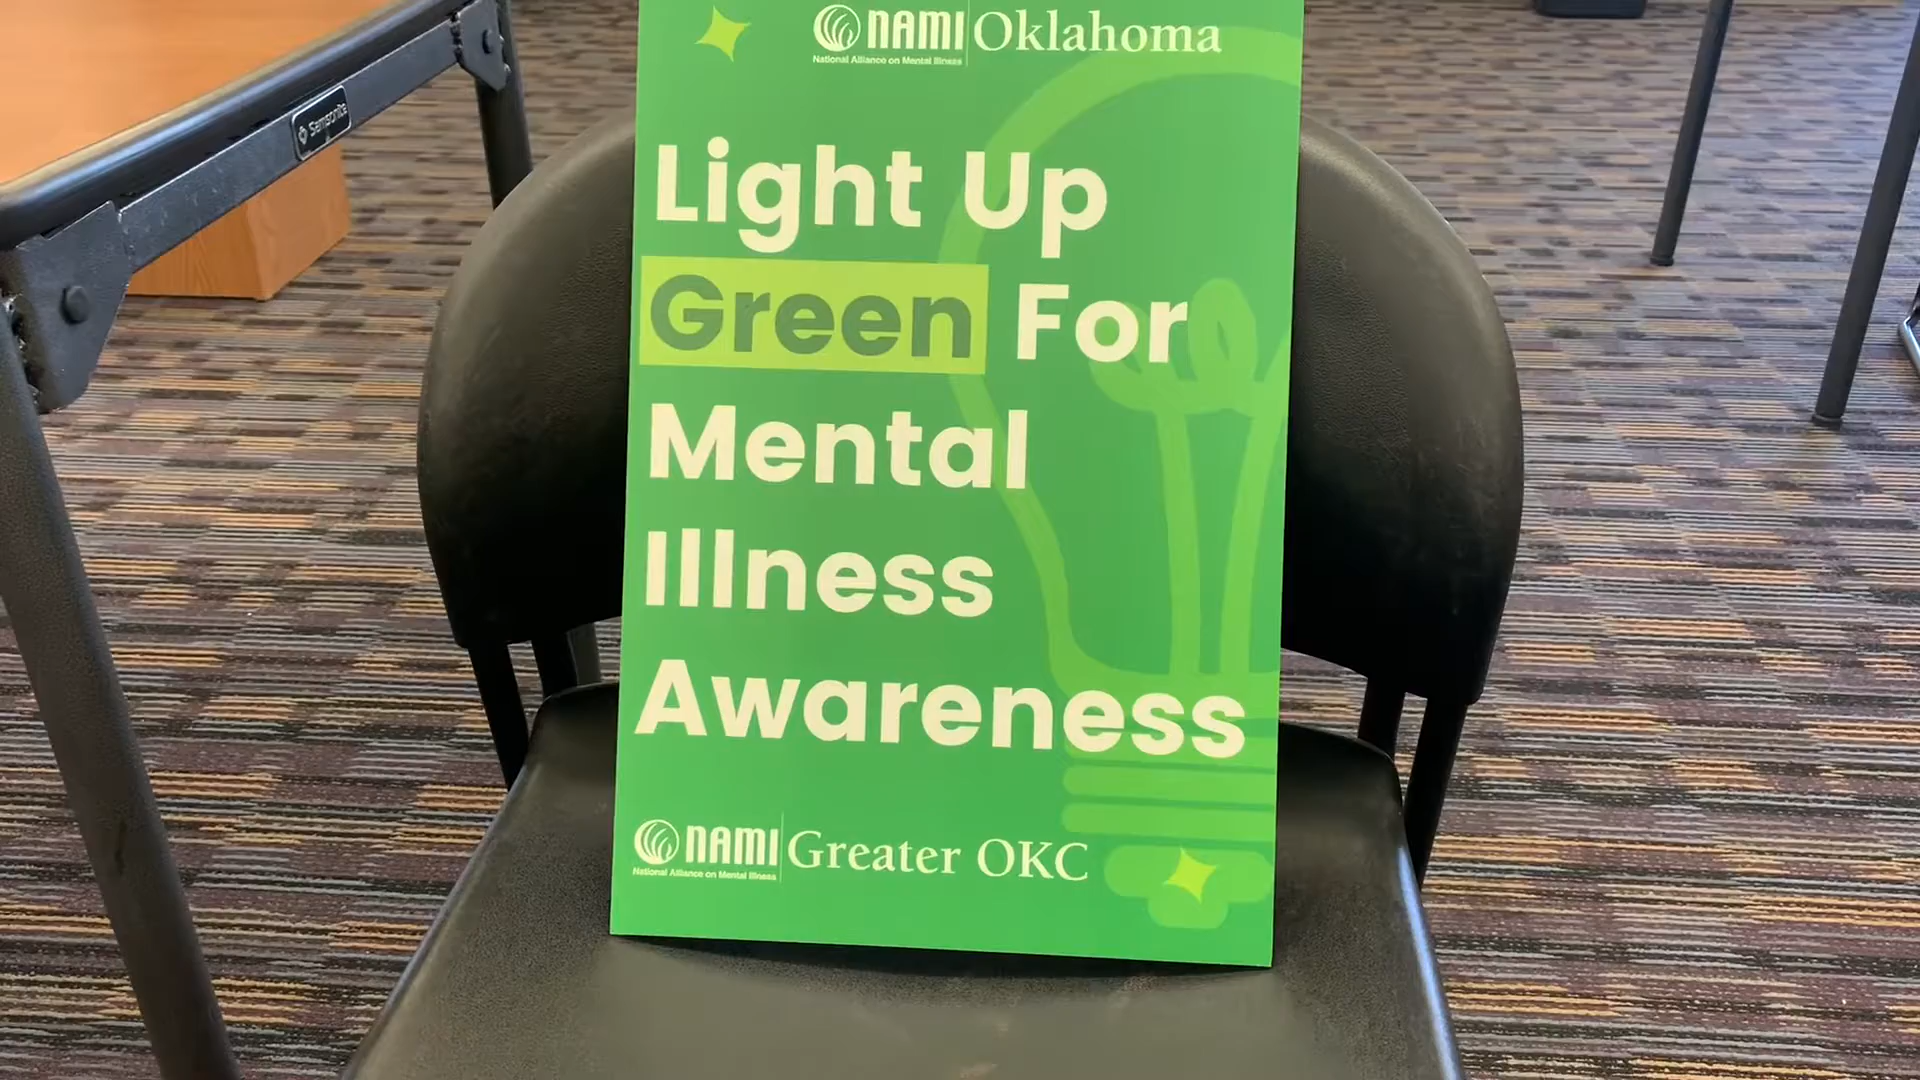 NAMI Oklahoma
National Alliance on Mental Illness
Samsonite
Light Up
Green For
Mental
Illness
Awareness
NAMI Greater OKC
National Alliance on Mental Illness